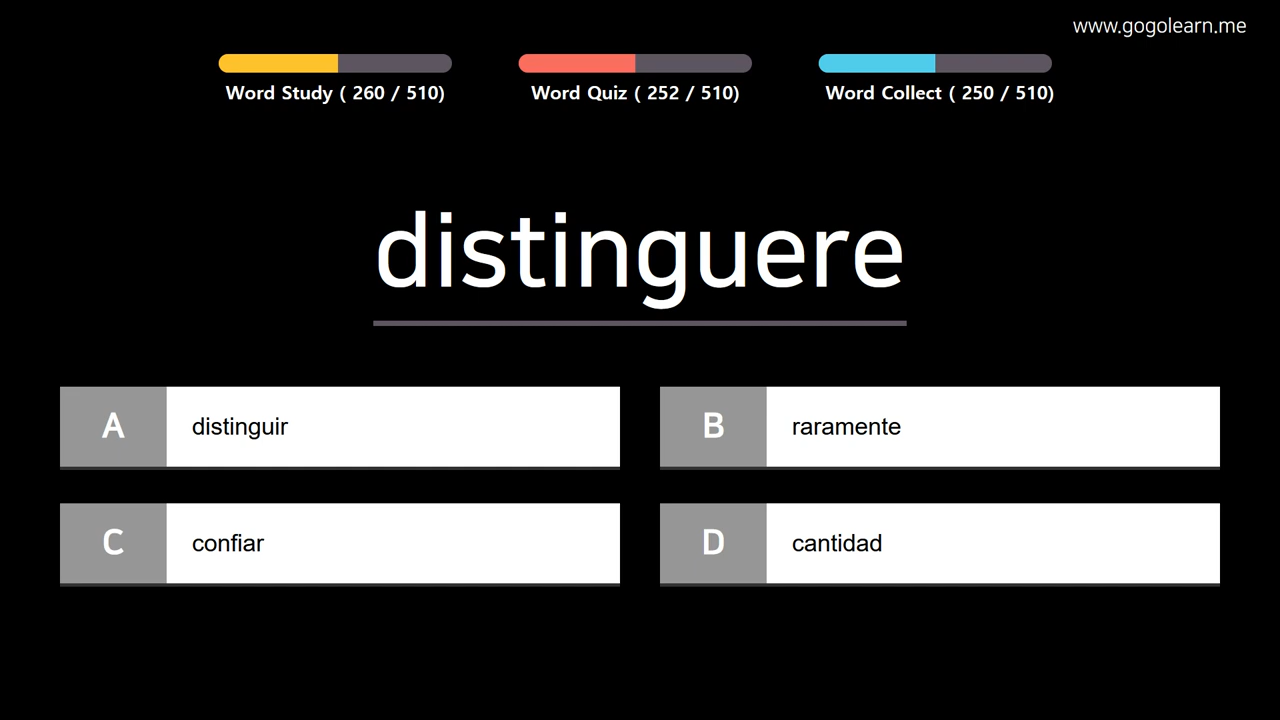 www.gogolearn.me
Word Study ( 260 / 510)
Word Quiz ( 252 / 510)
Word Collect ( 250 / 510)
distinguere
A distinguir
B raramente
C confiar
D cantidad